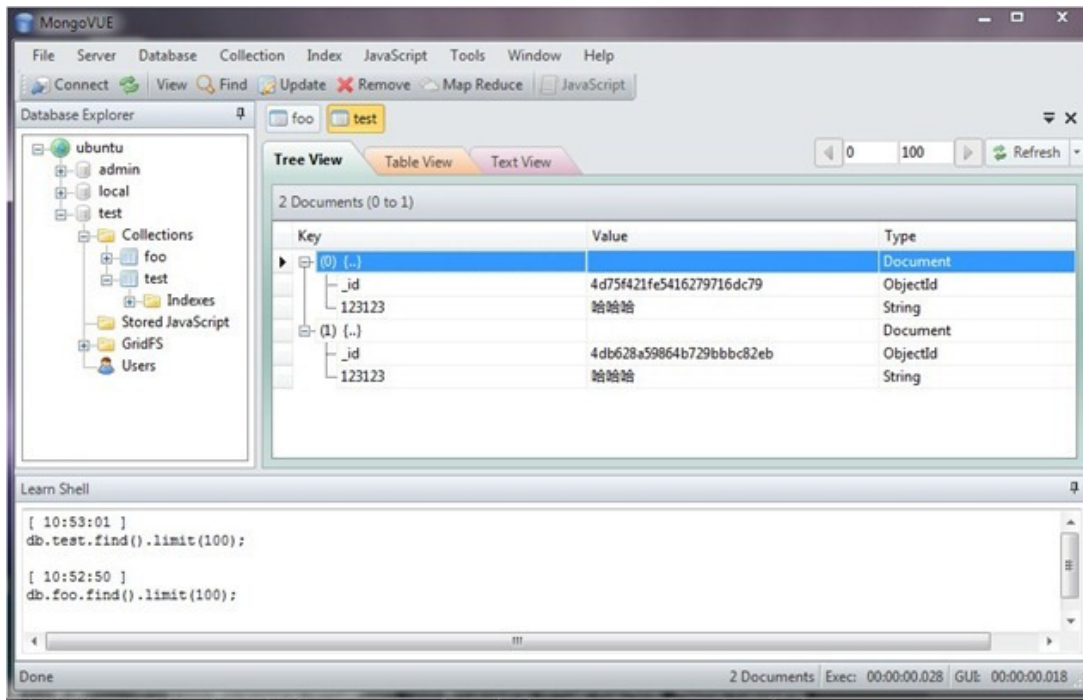 MongoVUE
File Server Database Collection Index JavaScript Tools Window Help
Connect View Find Update Remove Map Reduce JavaScript
Database Explorer
ubuntu
admin
local
test
Collections
foo
test
Indexes
Stored JavaScript
GridFS
Users
foo test
Tree View Table View Text View 0 100 Refresh
2 Documents (0 to 1)
Key Value Type
(0) {..} Document
_id 4d75f421fe5416279716dc79 ObjectId
123123 哈哈哈 String
(1) {..} Document
_id 4db628a59864b729bbbc82eb ObjectId
123123 哈哈哈 String
Learn Shell
[ 10:53:01 ]
db.test.find().limit(100);
[ 10:52:50 ]
db.foo.find().limit(100);
Done 2 Documents Exec: 00:00:00.028 GUI: 00:00:00.018